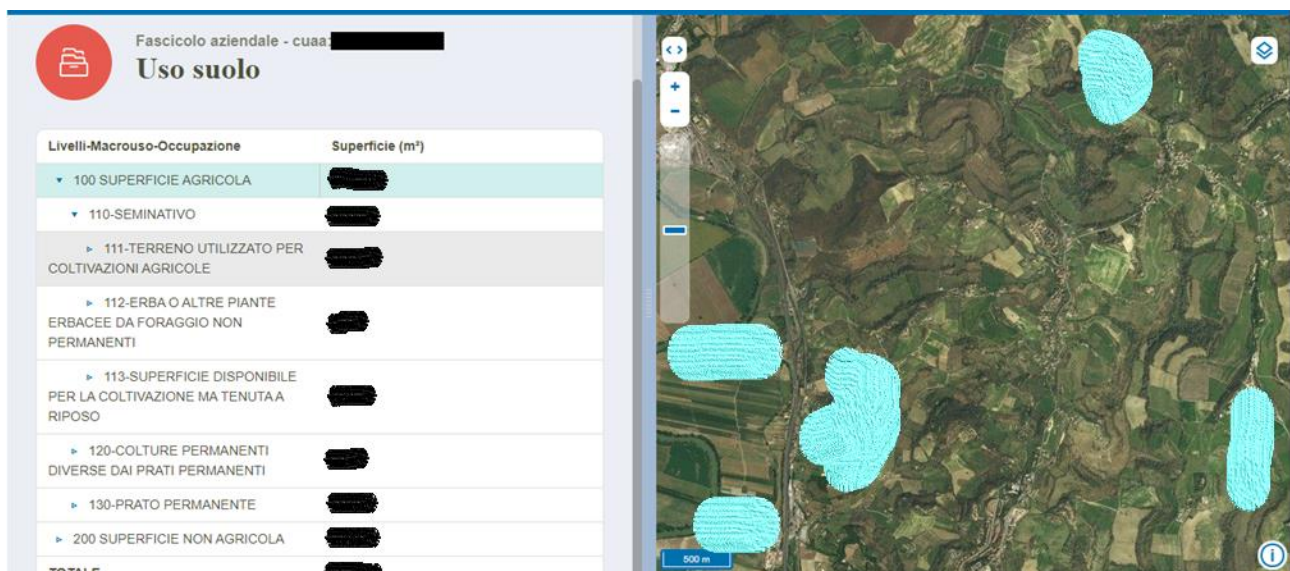 Fascicolo aziendale - cuaa:
Uso suolo
Livelli-Macrouso-Occupazione Superficie (m²)
100 SUPERFICIE AGRICOLA
110-SEMINATIVO
111-TERRENO UTILIZZATO PER
COLTIVAZIONI AGRICOLE
112-ERBA O ALTRE PIANTE
ERBACEE DA FORAGGIO NON
PERMANENTI
113-SUPERFICIE DISPONIBILE
PER LA COLTIVAZIONE MA TENUTA A
RIPOSO
120-COLTURE PERMANENTI
DIVERSE DAI PRATI PERMANENTI
130-PRATO PERMANENTE
200 SUPERFICIE NON AGRICOLA
TOTALE
500 m